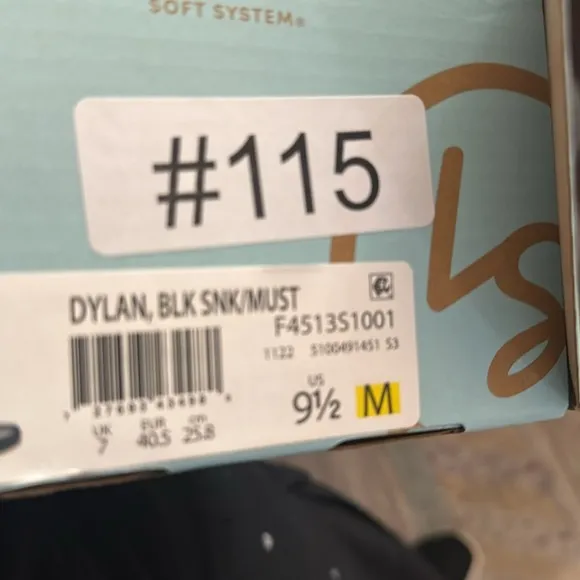 SOFT SYSTEM®
#115
DYLAN, BLK SNK/MUST
F4513S1001
1122 5100491451 S3
US
9½ M
UK EUR cm
7 40.5 25.8